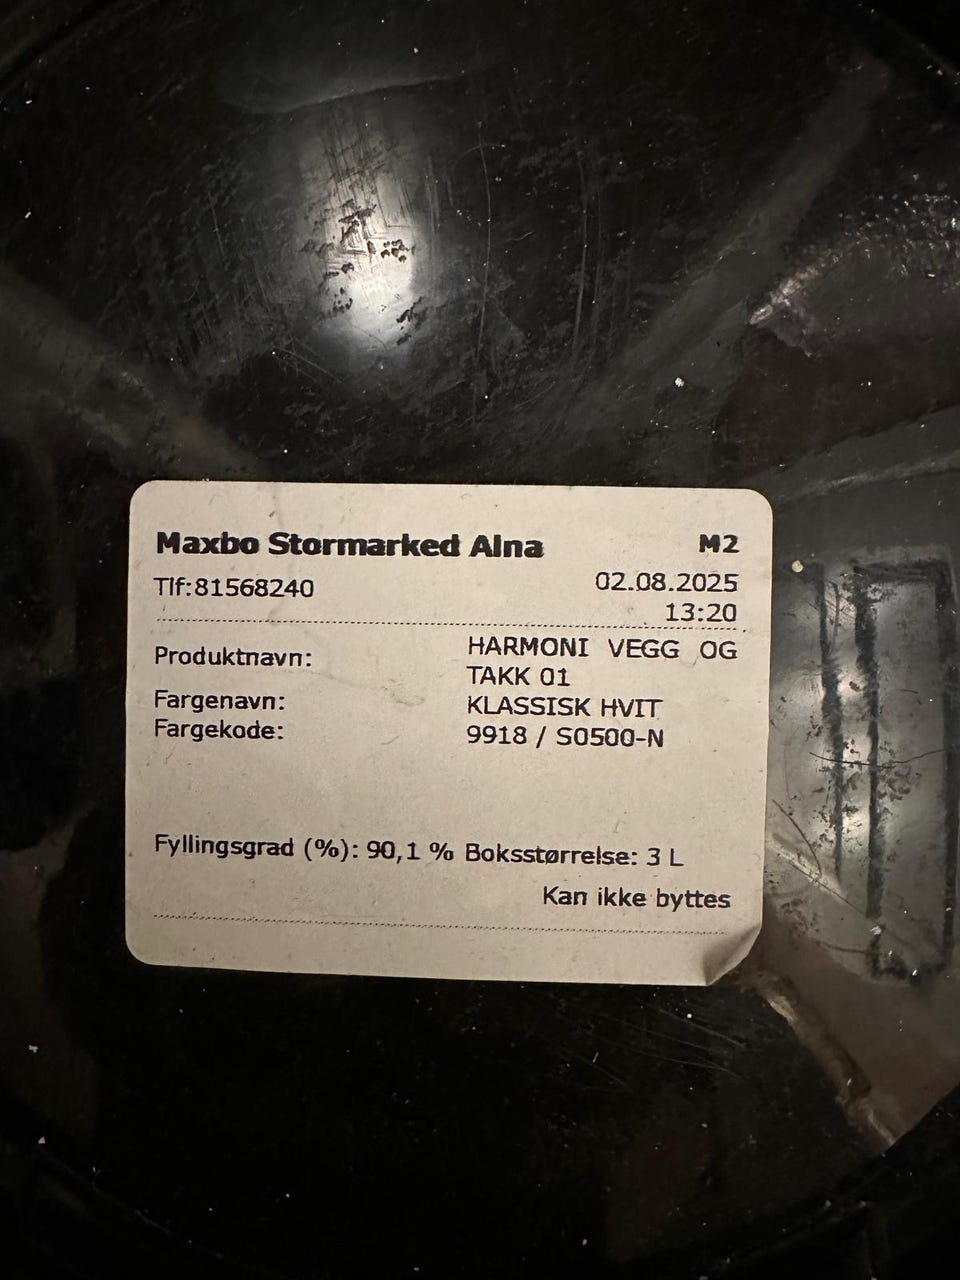 Maxbo Stormarked Alna M2
Tlf:81568240 02.08.2025
13:20
Produktnavn: HARMONI VEGG OG
TAKK 01
Fargenavn: KLASSISK HVIT
Fargekode: 9918 / S0500-N
Fyllingsgrad (%): 90,1 % Boksstørrelse: 3 L
Kan ikke byttes